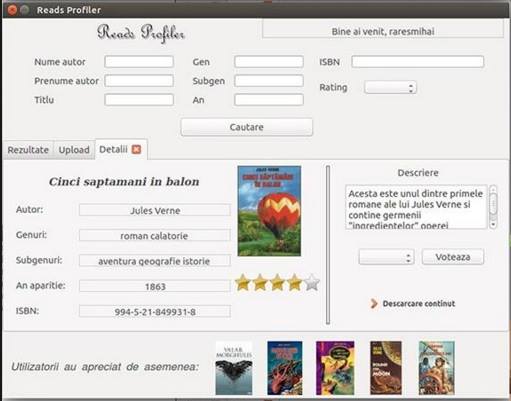 Reads Profiler
Reads Profiler
Bine ai venit, raresmihai
Nume autor
Gen
ISBN
Prenume autor
Subgen
Rating
Titlu
An
Cautare
Rezultate
Upload
Detalii
Cinci saptamani in balon
JULES VERNE
CINCI SĂPTĂMÂNI
ÎN BALON
Descriere
Acesta este unul dintre primele
romane ale lui Jules Verne si
contine germenii
"ingredientelor" operei
Autor:
Jules Verne
Genuri:
roman calatorie
Subgenuri:
aventura geografie istorie
An aparitie:
1863
ISBN:
994-5-21-849931-8
Voteaza
Descarcare continut
Utilizatorii au apreciat de asemenea:
VALAR
MORGHULIS
ROUND
THE
MOON